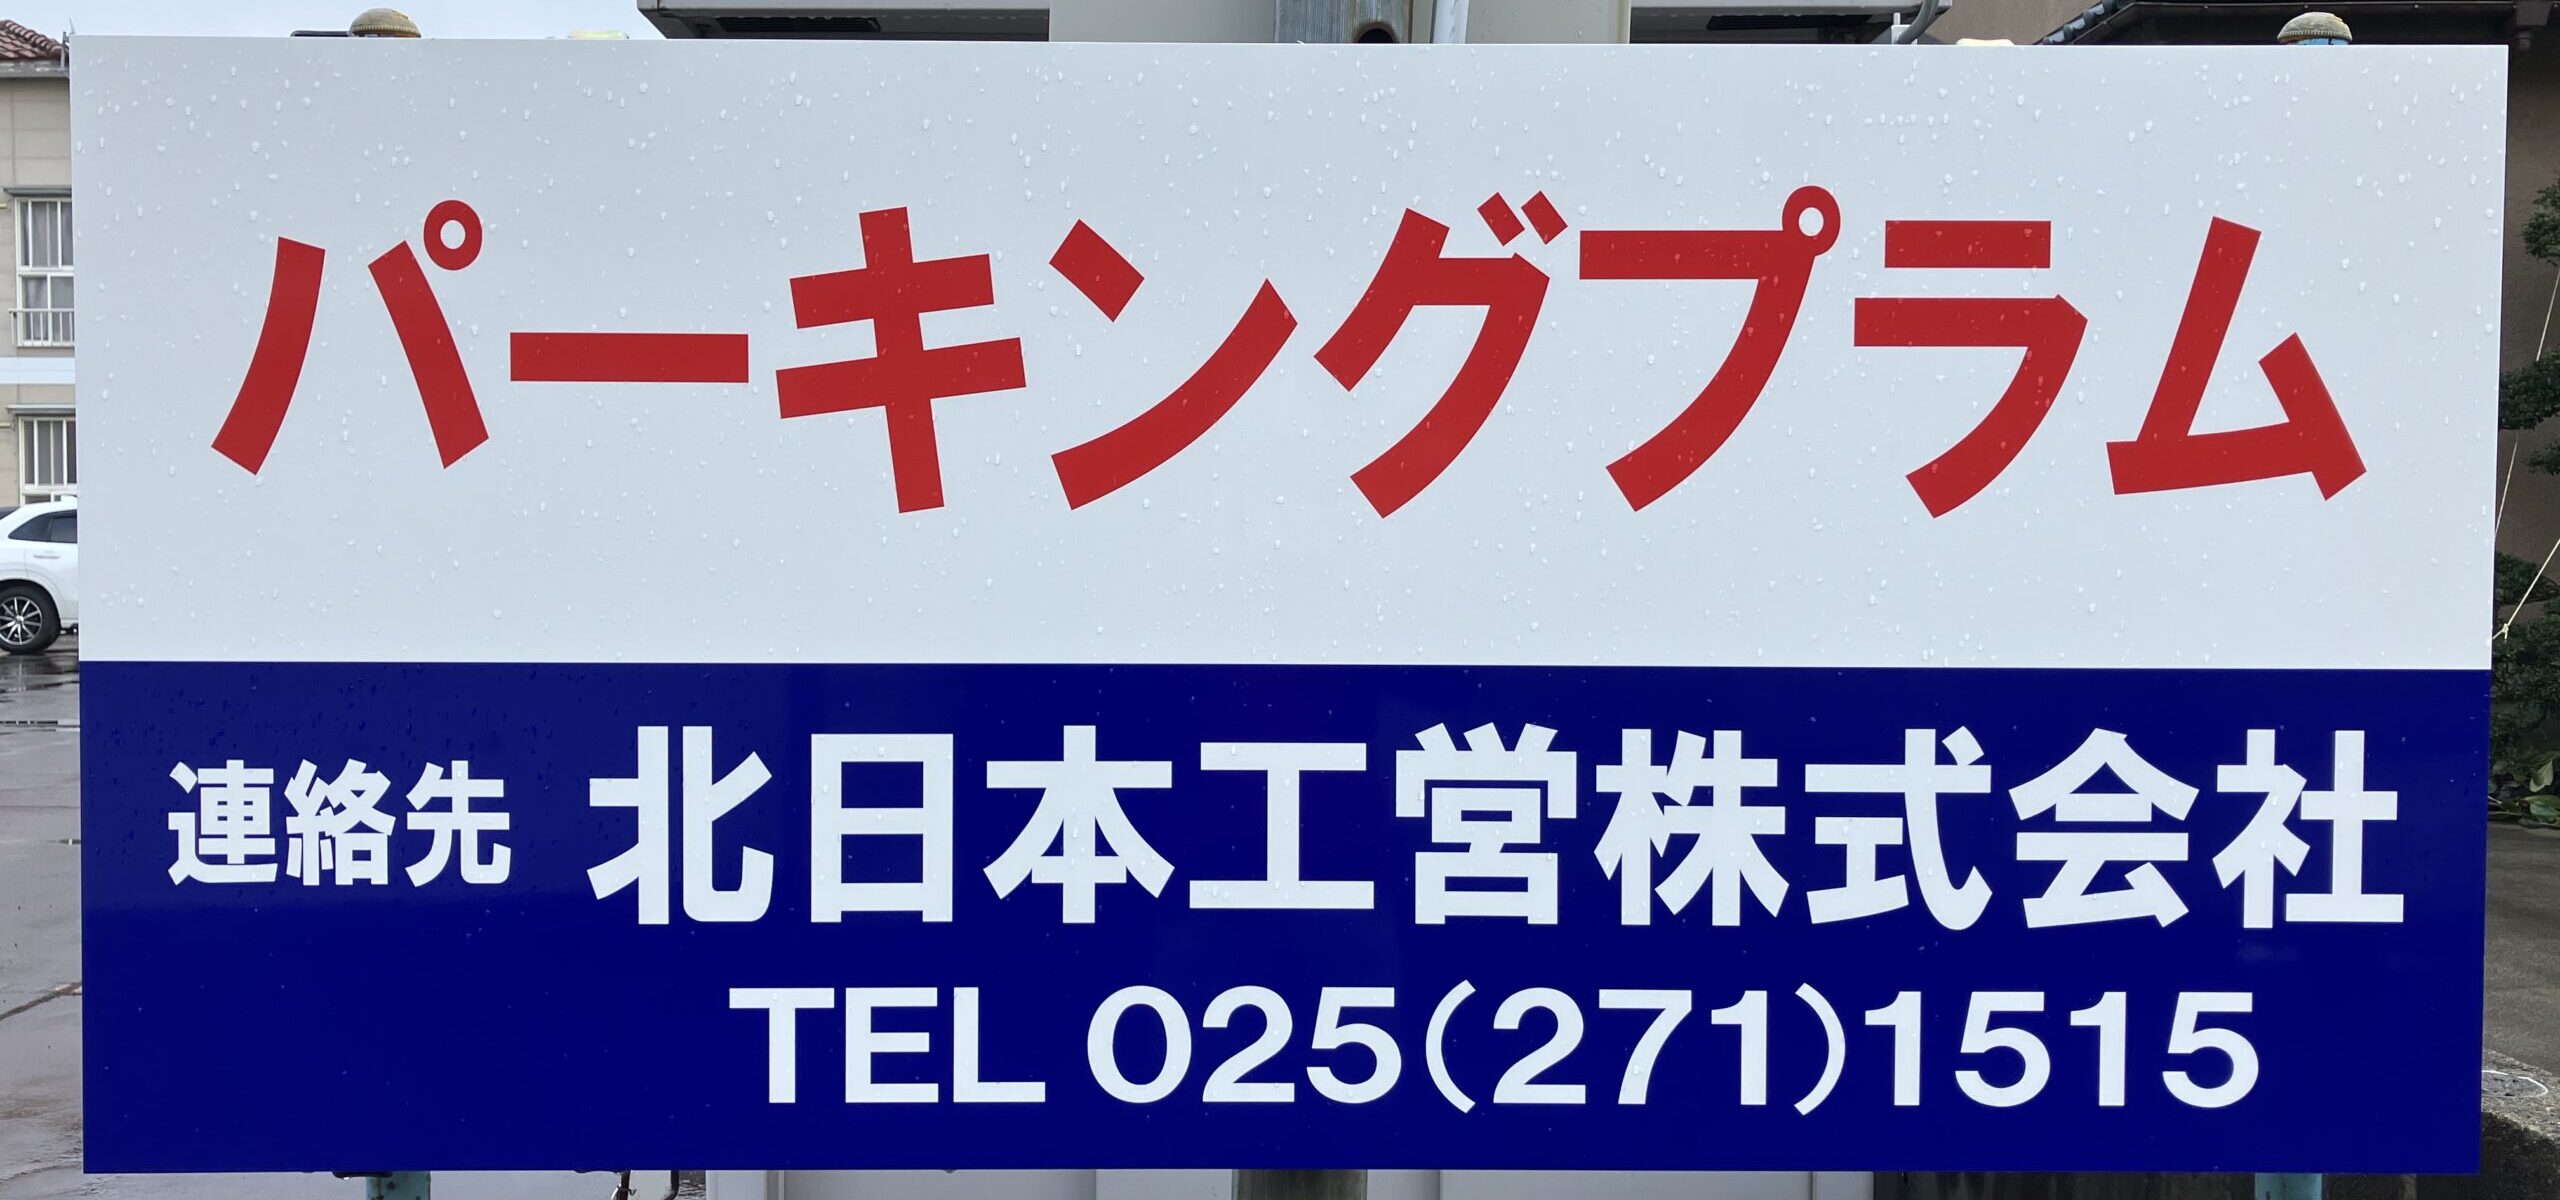 パーキングプラム
連絡先 北日本工営株式会社
TEL 025(271)1515